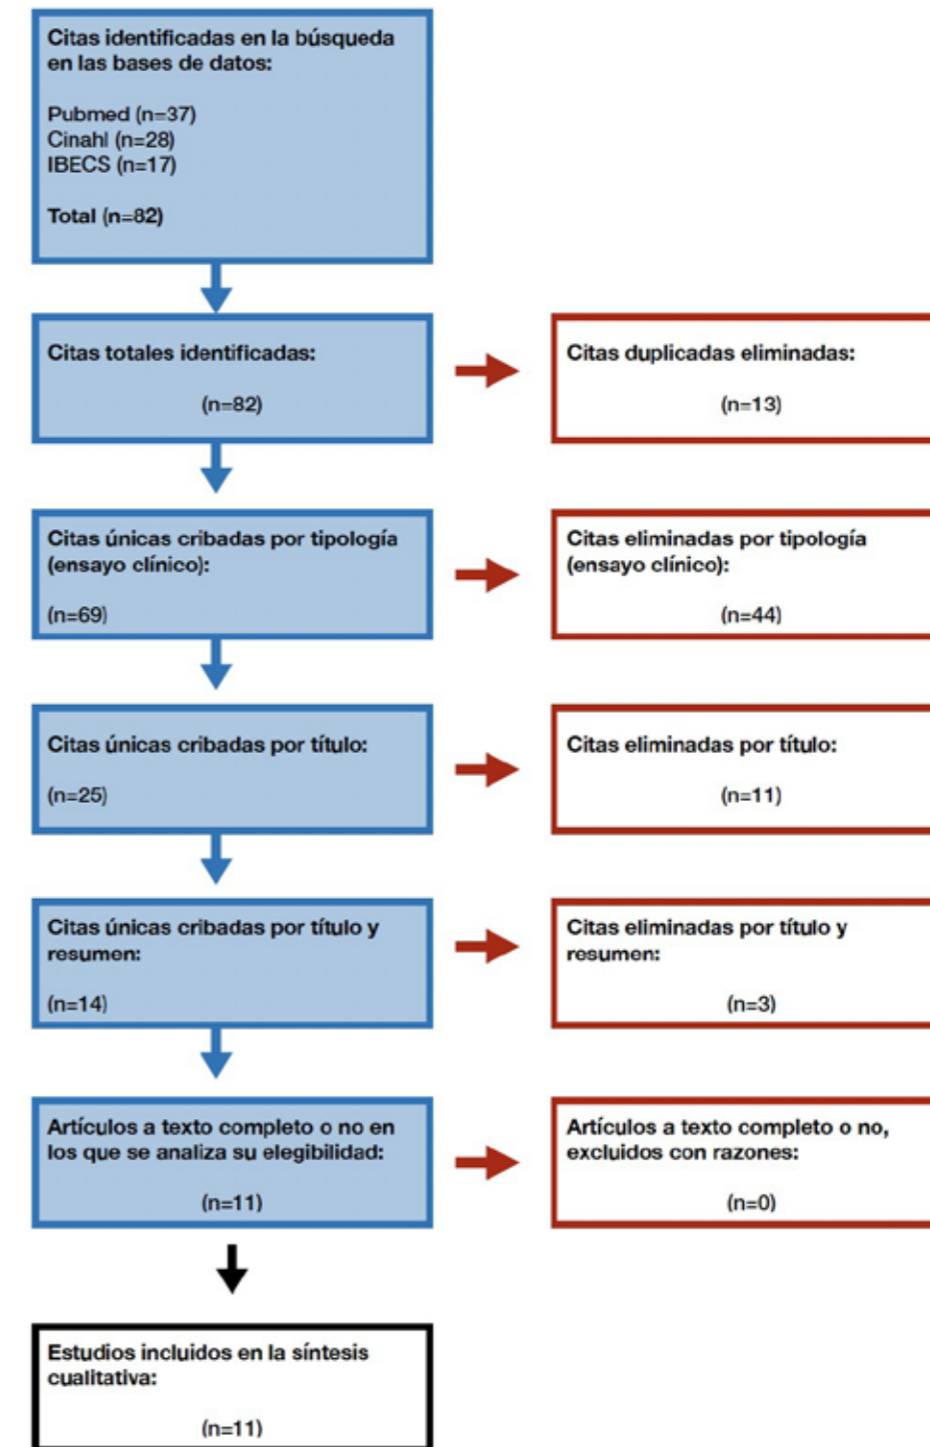 Citas identificadas en la búsqueda
en las bases de datos:
Pubmed (n=37)
Cinahl (n=28)
IBECS (n=17)
Total (n=82)
Citas totales identificadas:
(n=82)
Citas duplicadas eliminadas:
(n=13)
Citas únicas cribadas por tipología
(ensayo clínico):
(n=69)
Citas eliminadas por tipología
(ensayo clínico):
(n=44)
Citas únicas cribadas por título:
(n=25)
Citas eliminadas por título:
(n=11)
Citas únicas cribadas por título y
resumen:
(n=14)
Citas eliminadas por título y
resumen:
(n=3)
Artículos a texto completo o no en
los que se analiza su elegibilidad:
(n=11)
Artículos a texto completo o no,
excluidos con razones:
(n=0)
Estudios incluidos en la síntesis
cualitativa:
(n=11)